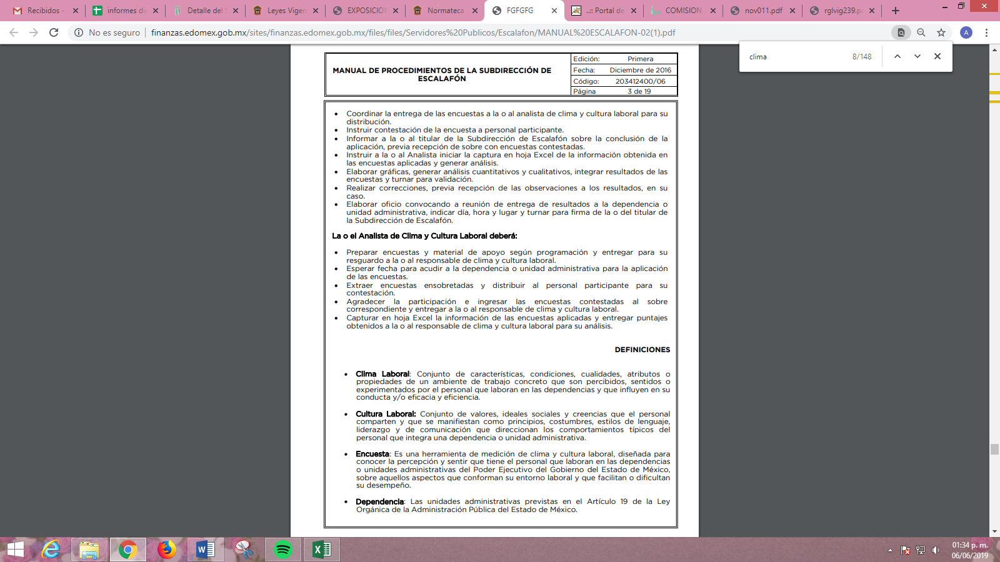 Recibidos -
informes di
Detalle del S
Leyes Vigen
EXPOSICION
Normateca
FGFGFG
..:: Portal de
COMISION
nov011.pdf
rglvig239.pd
No es seguro
finanzas.edomex.gob.mx/sites/finanzas.edomex.gob.mx/files/files/Servidores%20Publicos/Escalafon/MANUAL%20ESCALAFON-02(1).pdf
A
clima
8/148
MANUAL DE PROCEDIMIENTOS DE LA SUBDIRECCIÓN DE
ESCALAFÓN
Edición: Primera
Fecha: Diciembre de 2016
Código: 203412400/06
Página 3 de 19
• Coordinar la entrega de las encuestas a la o al analista de clima y cultura laboral para su
distribución.
• Instruir contestación de la encuesta a personal participante.
• Informar a la o al titular de la Subdirección de Escalafón sobre la conclusión de la
aplicación, previa recepción de sobre con encuestas contestadas.
• Instruir a la o al Analista iniciar la captura en hoja Excel de la información obtenida en
las encuestas aplicadas y generar análisis.
• Elaborar gráficas, generar análisis cuantitativos y cualitativos, integrar resultados de las
encuestas y turnar para validación.
• Realizar correcciones, previa recepción de las observaciones a los resultados, en su
caso.
• Elaborar oficio convocando a reunión de entrega de resultados a la dependencia o
unidad administrativa, indicar día, hora y lugar y turnar para firma de la o del titular de
la Subdirección de Escalafón.
La o el Analista de Clima y Cultura Laboral deberá:
• Preparar encuestas y material de apoyo según programación y entregar para su
resguardo a la o al responsable de clima y cultura laboral.
• Esperar fecha para acudir a la dependencia o unidad administrativa para la aplicación
de las encuestas.
• Extraer encuestas ensobretadas y distribuir al personal participante para su
contestación.
• Agradecer la participación e ingresar las encuestas contestadas al sobre
correspondiente y entregar a la o al responsable de clima y cultura laboral.
• Capturar en hoja Excel la información de las encuestas aplicadas y entregar puntajes
obtenidos a la o al responsable de clima y cultura laboral para su análisis.
DEFINICIONES
• Clima Laboral: Conjunto de características, condiciones, cualidades, atributos o
propiedades de un ambiente de trabajo concreto que son percibidos, sentidos o
experimentados por el personal que laboran en las dependencias y que influyen en su
conducta y/o eficacia y eficiencia.
• Cultura Laboral: Conjunto de valores, ideales sociales y creencias que el personal
comparten y que se manifiestan como principios, costumbres, estilos de lenguaje,
liderazgo y de comunicación que direccionan los comportamientos típicos del
personal que integra una dependencia o unidad administrativa.
• Encuesta: Es una herramienta de medición de clima y cultura laboral, diseñada para
conocer la percepción y sentir que tiene el personal que laboran en las dependencias
o unidades administrativas del Poder Ejecutivo del Gobierno del Estado de México,
sobre aquellos aspectos que conforman su entorno laboral y que facilitan o dificultan
su desempeño.
• Dependencia: Las unidades administrativas previstas en el Artículo 19 de la Ley
Orgánica de la Administración Pública del Estado de México.
01:34 p. m.
06/06/2019